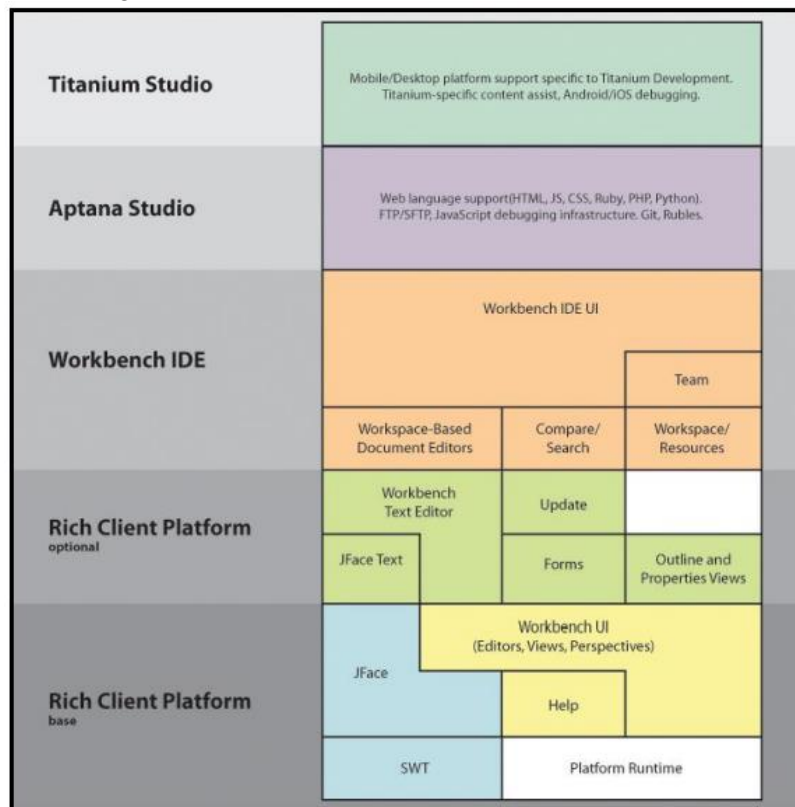 Titanium Studio
Mobile/Desktop platform support specific to Titanium Development.
Titanium-specific content assist, Android/iOS debugging.
Aptana Studio
Web language support(HTML, JS, CSS, Ruby, PHP, Python).
FTP/SFTP, JavaScript debugging infrastructure. Git, Rubles.
Workbench IDE
Workbench IDE UI
Team
Workspace-Based
Document Editors
Compare/
Search
Workspace/
Resources
Rich Client Platform
optional
Workbench
Text Editor
Update
JFace Text
Forms
Outline and
Properties Views
Rich Client Platform
base
Workbench UI
(Editors, Views, Perspectives)
JFace
Help
SWT
Platform Runtime